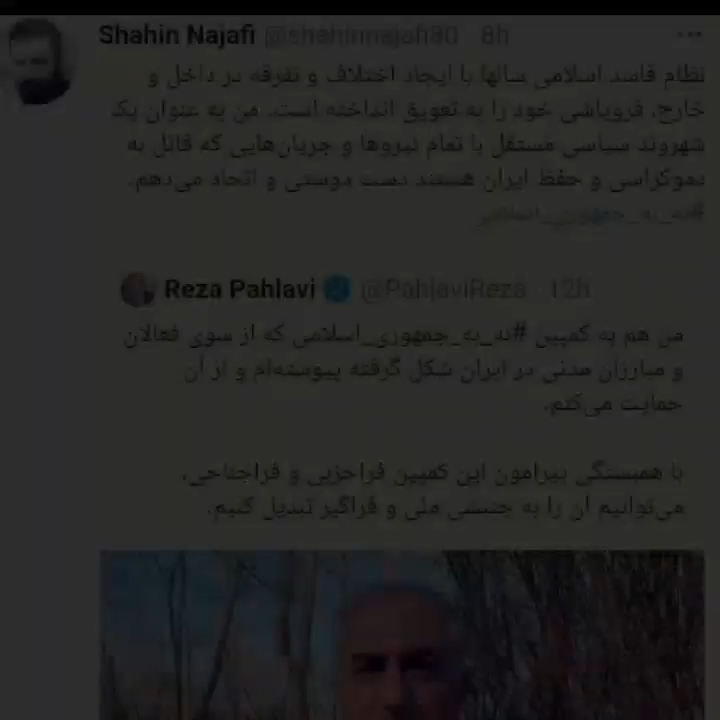 Shahin Najafi @shahinnajafi80 8h
نظام فاسد اسلامی سالها با ایجاد اختلاف و تفرقه در داخل و
خارج، فروپاشی خود را به تعویق انداخته است. من به عنوان یک
شهروند سیاسی مستقل با تمام نیروها و جریان‌هایی که قائل به
دموکراسی و حفظ ایران هستند دست دوستی و اتحاد می‌دهم.
#نه_به_جمهوری_اسلامی
Reza Pahlavi @PahlaviReza 12h
من هم به کمپین #نه_به_جمهوری_اسلامی که از سوی فعالان
و مبارزان مدنی در ایران شکل گرفته پیوسته‌ام و از آن
حمایت می‌کنم.
با همبستگی پیرامون این کمپین فراحزبی و فراجناحی،
می‌توانیم آن را به جنبشی ملی و فراگیر تبدیل کنیم.